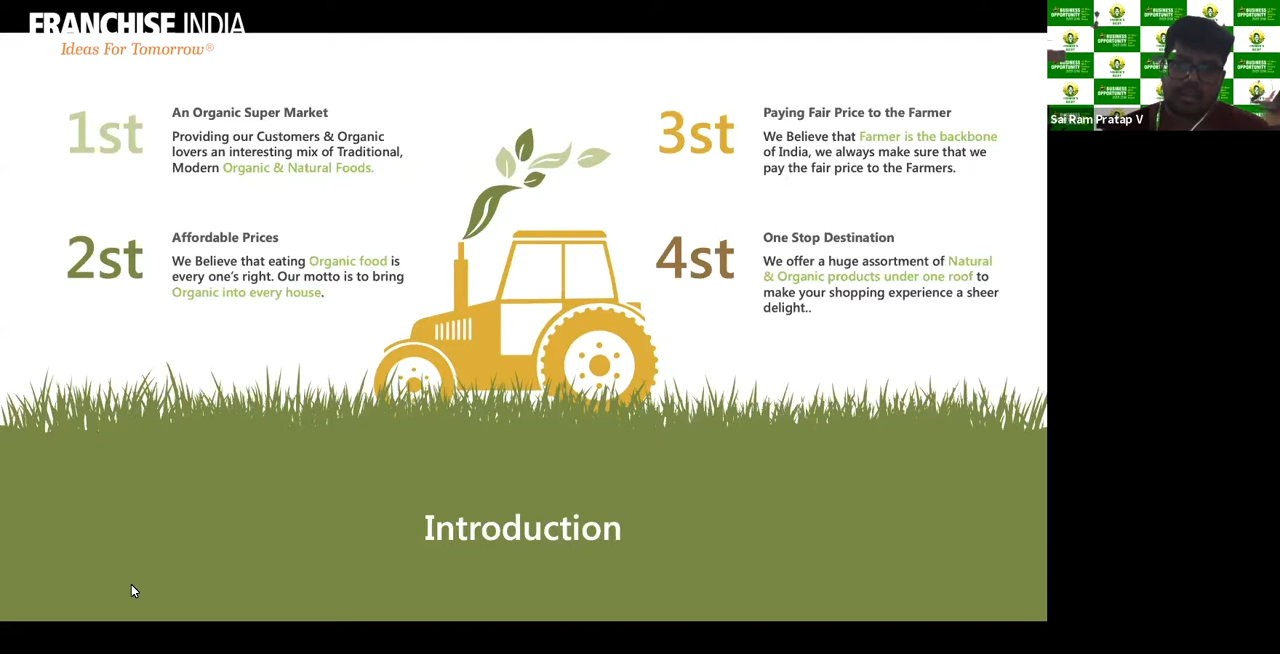 FRANCHISE INDIA
Ideas For Tomorrow®
1st
An Organic Super Market
Providing our Customers & Organic
lovers an interesting mix of Traditional,
Modern Organic & Natural Foods.
2st
Affordable Prices
We Believe that eating Organic food is
every one's right. Our motto is to bring
Organic into every house.
3st
Paying Fair Price to the Farmer
We Believe that Farmer is the backbone
of India, we always make sure that we
pay the fair price to the Farmers.
4st
One Stop Destination
We offer a huge assortment of Natural
& Organic products under one roof to
make your shopping experience a sheer
delight..
Introduction
BUSINESS
OPPORTUNITY
Sai Ram Pratap V